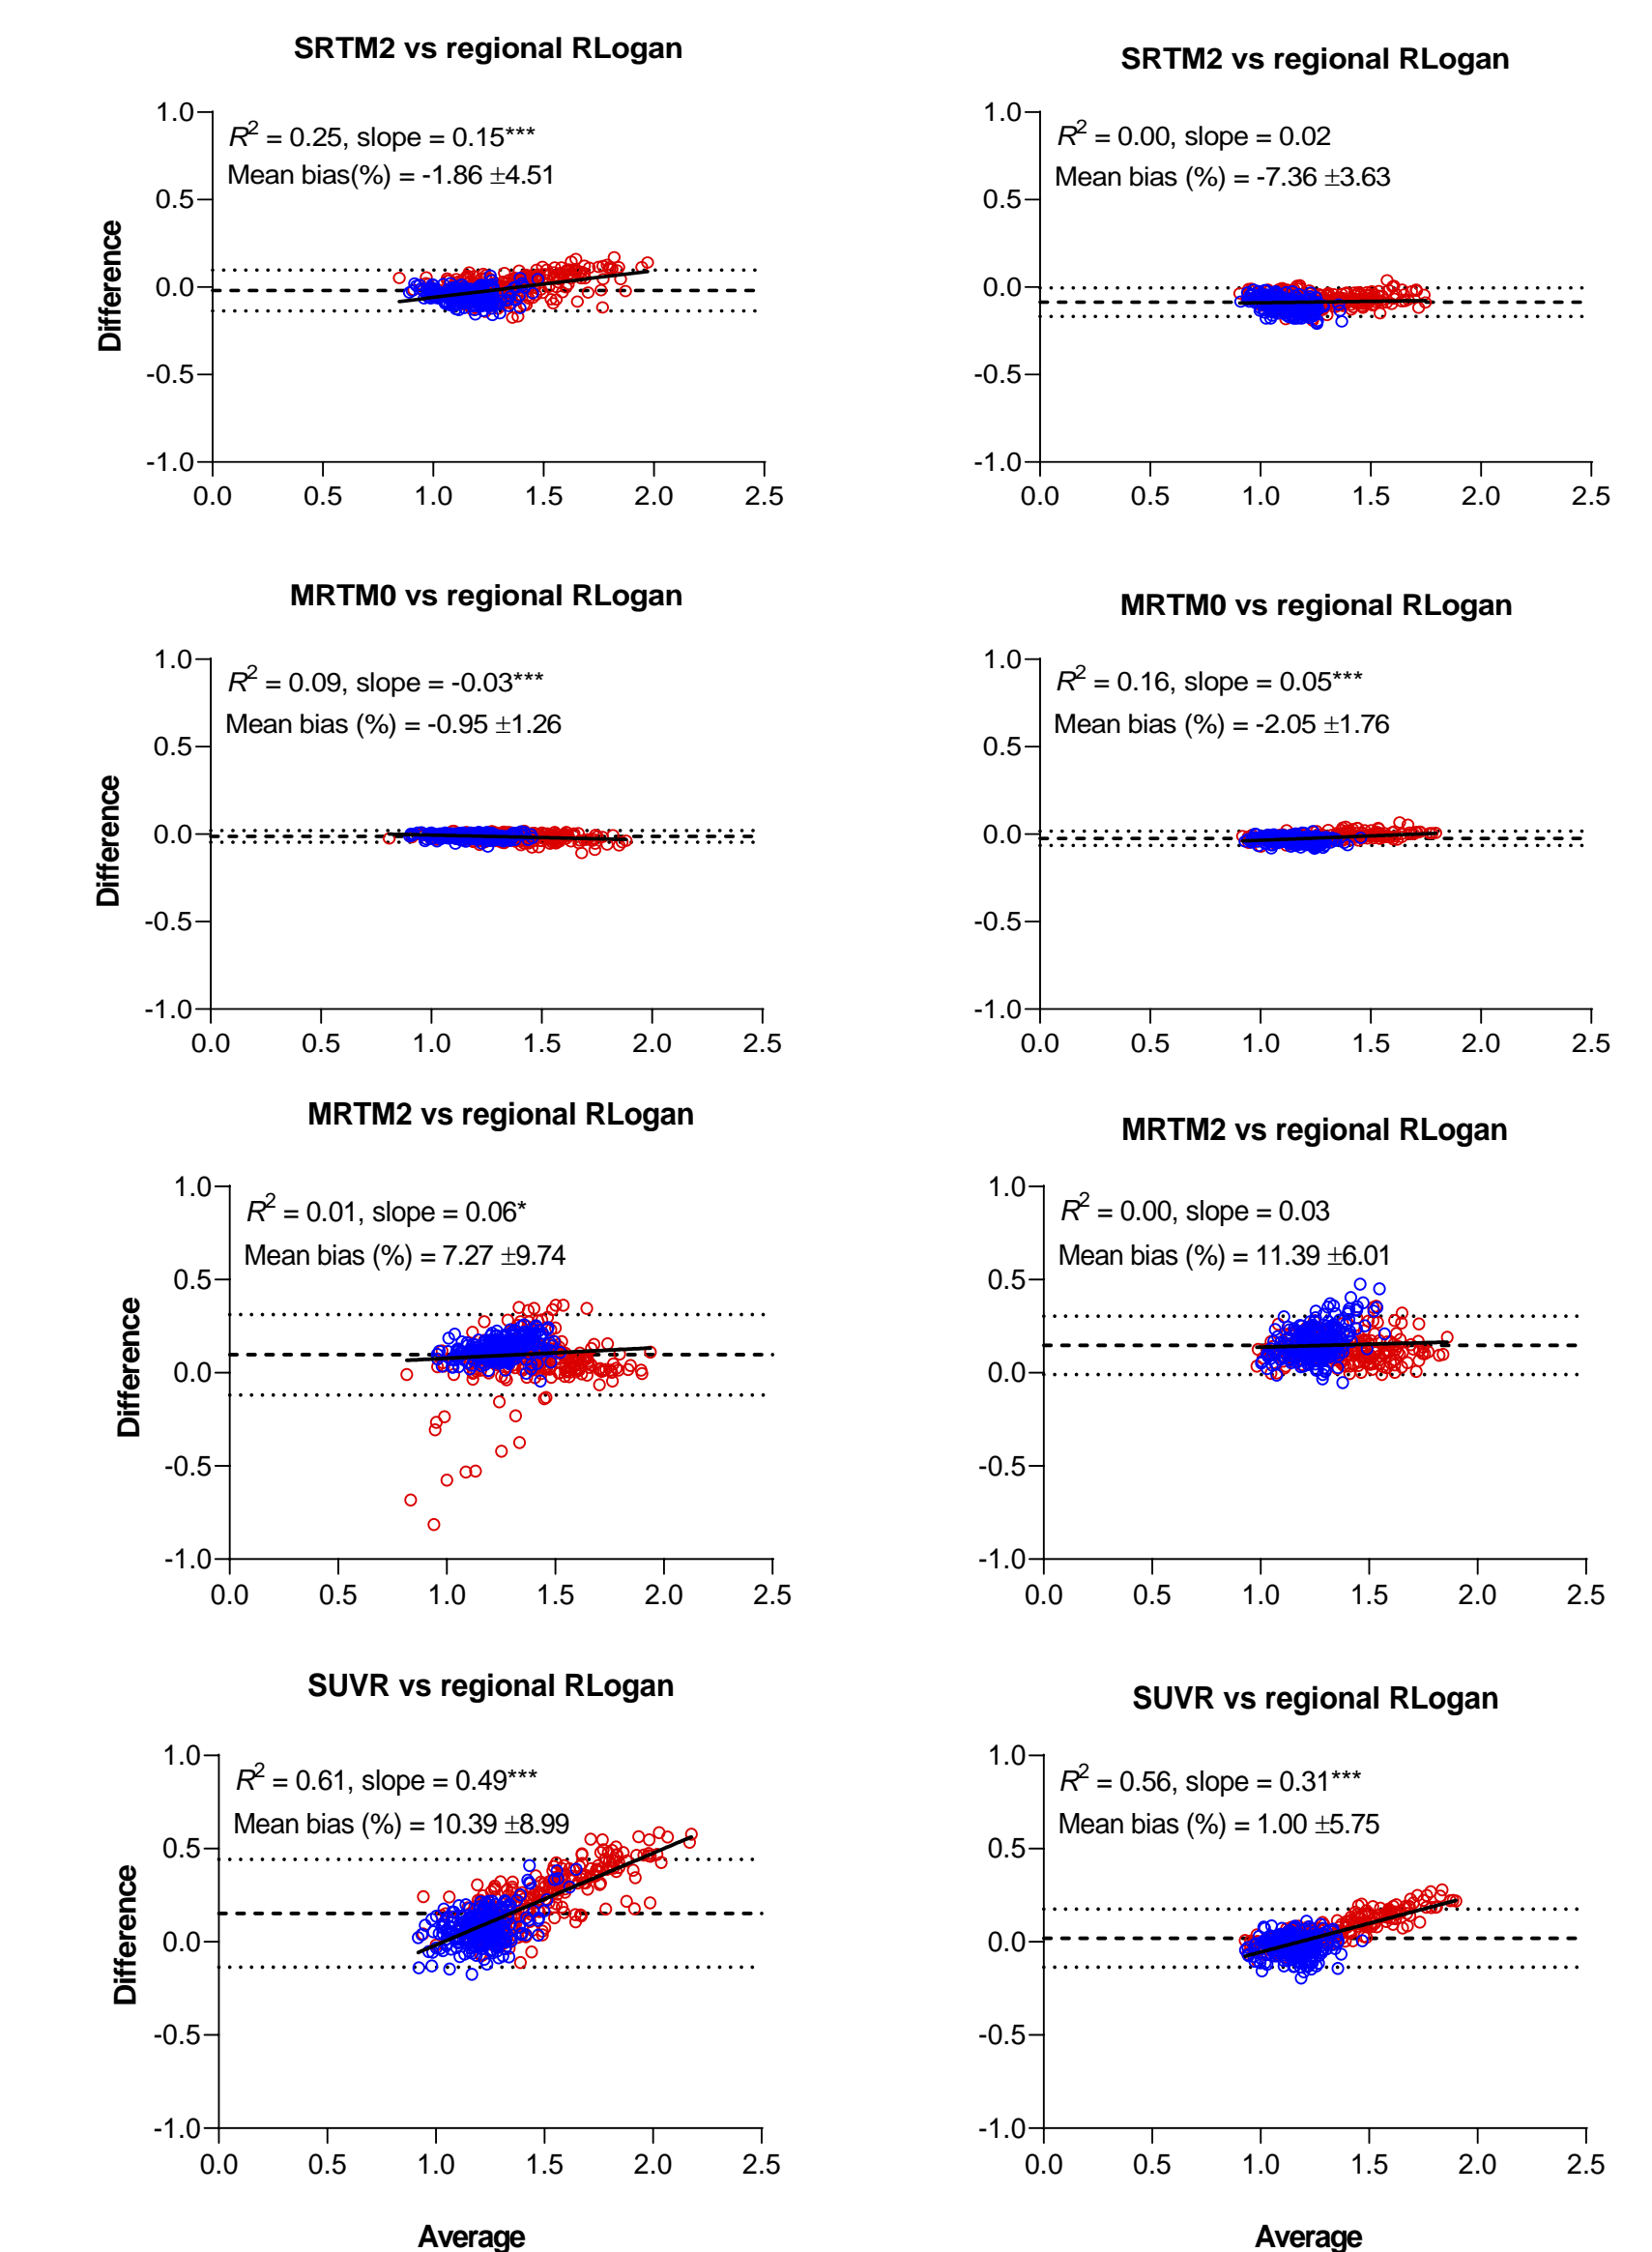 SRTM2 vs regional RLogan
R² = 0.25, slope = 0.15***
Mean bias(%) = -1.86 ±4.51
Difference
1.0
0.5
0.0
-0.5
-1.0
0.0 0.5 1.0 1.5 2.0 2.5
SRTM2 vs regional RLogan
R² = 0.00, slope = 0.02
Mean bias (%) = -7.36 ±3.63
1.0
0.5
0.0
-0.5
-1.0
0.0 0.5 1.0 1.5 2.0 2.5
MRTM0 vs regional RLogan
R² = 0.09, slope = -0.03***
Mean bias (%) = -0.95 ±1.26
Difference
1.0
0.5
0.0
-0.5
-1.0
0.0 0.5 1.0 1.5 2.0 2.5
MRTM0 vs regional RLogan
R² = 0.16, slope = 0.05***
Mean bias (%) = -2.05 ±1.76
1.0
0.5
0.0
-0.5
-1.0
0.0 0.5 1.0 1.5 2.0 2.5
MRTM2 vs regional RLogan
R² = 0.01, slope = 0.06*
Mean bias (%) = 7.27 ±9.74
Difference
1.0
0.5
0.0
-0.5
-1.0
0.0 0.5 1.0 1.5 2.0 2.5
MRTM2 vs regional RLogan
R² = 0.00, slope = 0.03
Mean bias (%) = 11.39 ±6.01
1.0
0.5
0.0
-0.5
-1.0
0.0 0.5 1.0 1.5 2.0 2.5
SUVR vs regional RLogan
R² = 0.61, slope = 0.49***
Mean bias (%) = 10.39 ±8.99
Difference
1.0
0.5
0.0
-0.5
-1.0
0.0 0.5 1.0 1.5 2.0 2.5
Average
SUVR vs regional RLogan
R² = 0.56, slope = 0.31***
Mean bias (%) = 1.00 ±5.75
1.0
0.5
0.0
-0.5
-1.0
0.0 0.5 1.0 1.5 2.0 2.5
Average